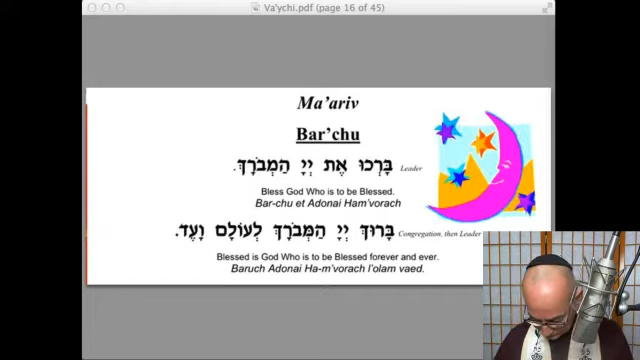 Va'ychi.pdf (page 16 of 45)
Ma'ariv
Bar'chu
בָּרְכוּ אֶת יְיָ הַמְבֹרָךְ. Leader
Bless God Who is to be Blessed.
Bar-chu et Adonai Ham'vorach
בָּרוּךְ יְיָ הַמְּבֹרָךְ לְעוֹלָם וָעֶד. Congregation, then Leader
Blessed is God Who is to be Blessed forever and ever.
Baruch Adonai Ha-m'vorach l'olam vaed.